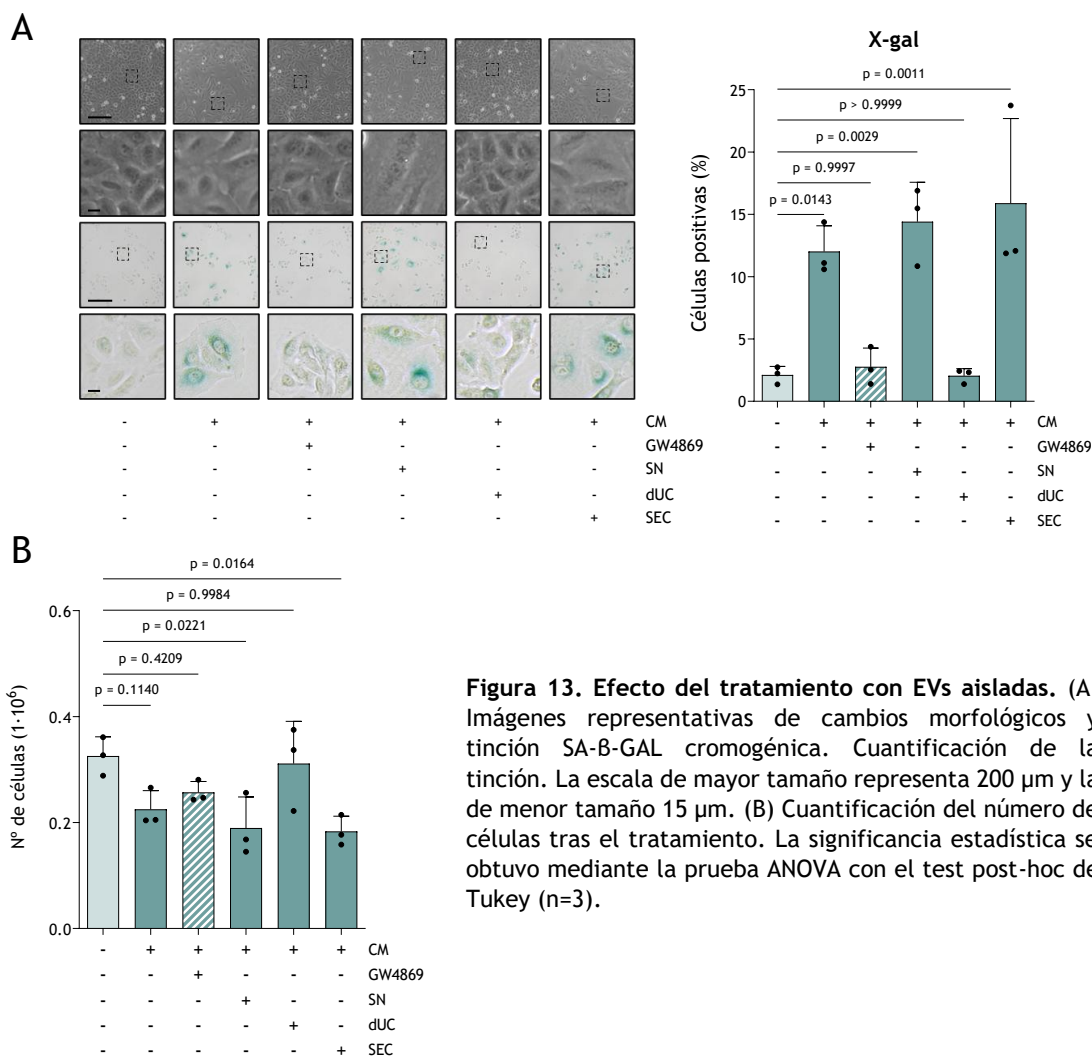 A
X-gal
p = 0.0011
p > 0.9999
p = 0.0029
p = 0.9997
p = 0.0143
25
20
15
10
5
0
Células positivas (%)
- + + + + + CM
- - + - - - GW4869
- - - + - - SN
- - - - + - dUC
- - - - - + SEC
- + + + + + CM
- - + - - - GW4869
- - - + - - SN
- - - - + - dUC
- - - - - + SEC
B
p = 0.0164
p = 0.9984
p = 0.0221
p = 0.4209
p = 0.1140
0.6
0.4
0.2
0.0
Nº de células (1·10⁶)
- + + + + + CM
- - + - - - GW4869
- - - + - - SN
- - - - + - dUC
- - - - - + SEC
Figura 13. Efecto del tratamiento con EVs aisladas. (A
Imágenes representativas de cambios morfológicos y
tinción SA-β-GAL cromogénica. Cuantificación de la
tinción. La escala de mayor tamaño representa 200 µm y la
de menor tamaño 15 µm. (B) Cuantificación del número de
células tras el tratamiento. La significancia estadística se
obtuvo mediante la prueba ANOVA con el test post-hoc de
Tukey (n=3).